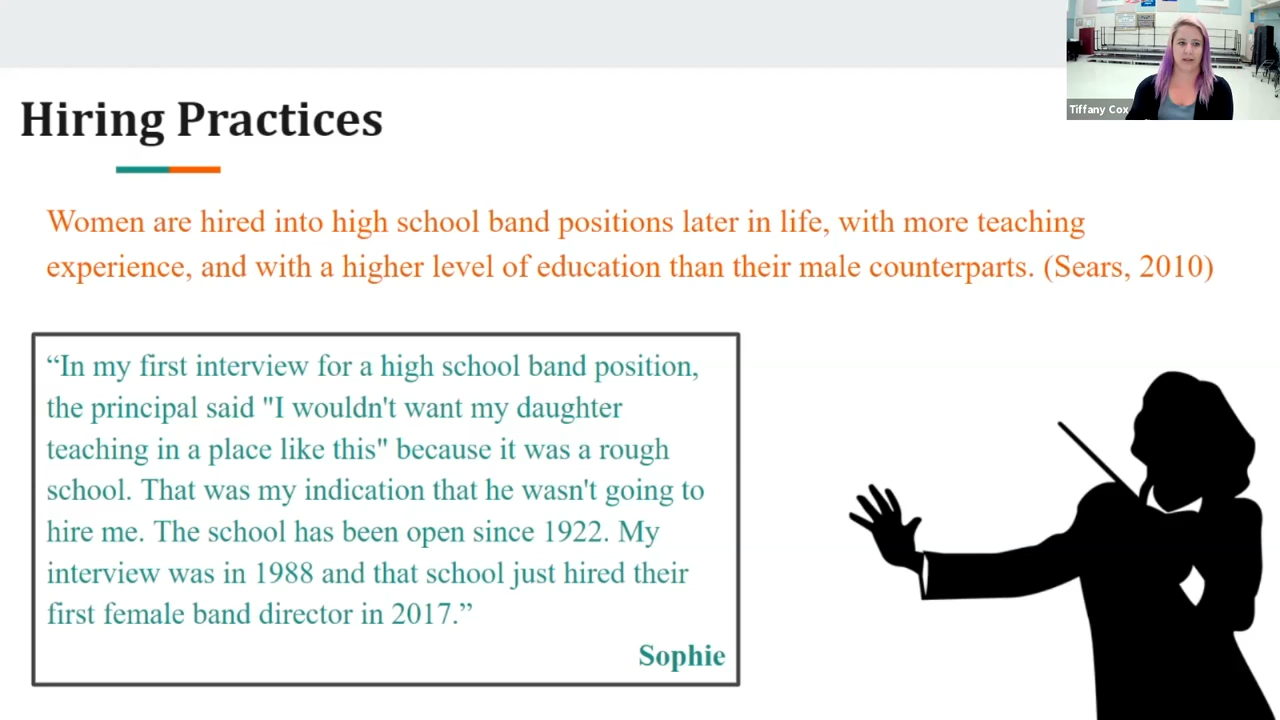 Tiffany Cox
Hiring Practices
Women are hired into high school band positions later in life, with more teaching
experience, and with a higher level of education than their male counterparts. (Sears, 2010)
“In my first interview for a high school band position,
the principal said "I wouldn't want my daughter
teaching in a place like this" because it was a rough
school. That was my indication that he wasn't going to
hire me. The school has been open since 1922. My
interview was in 1988 and that school just hired their
first female band director in 2017.”
Sophie